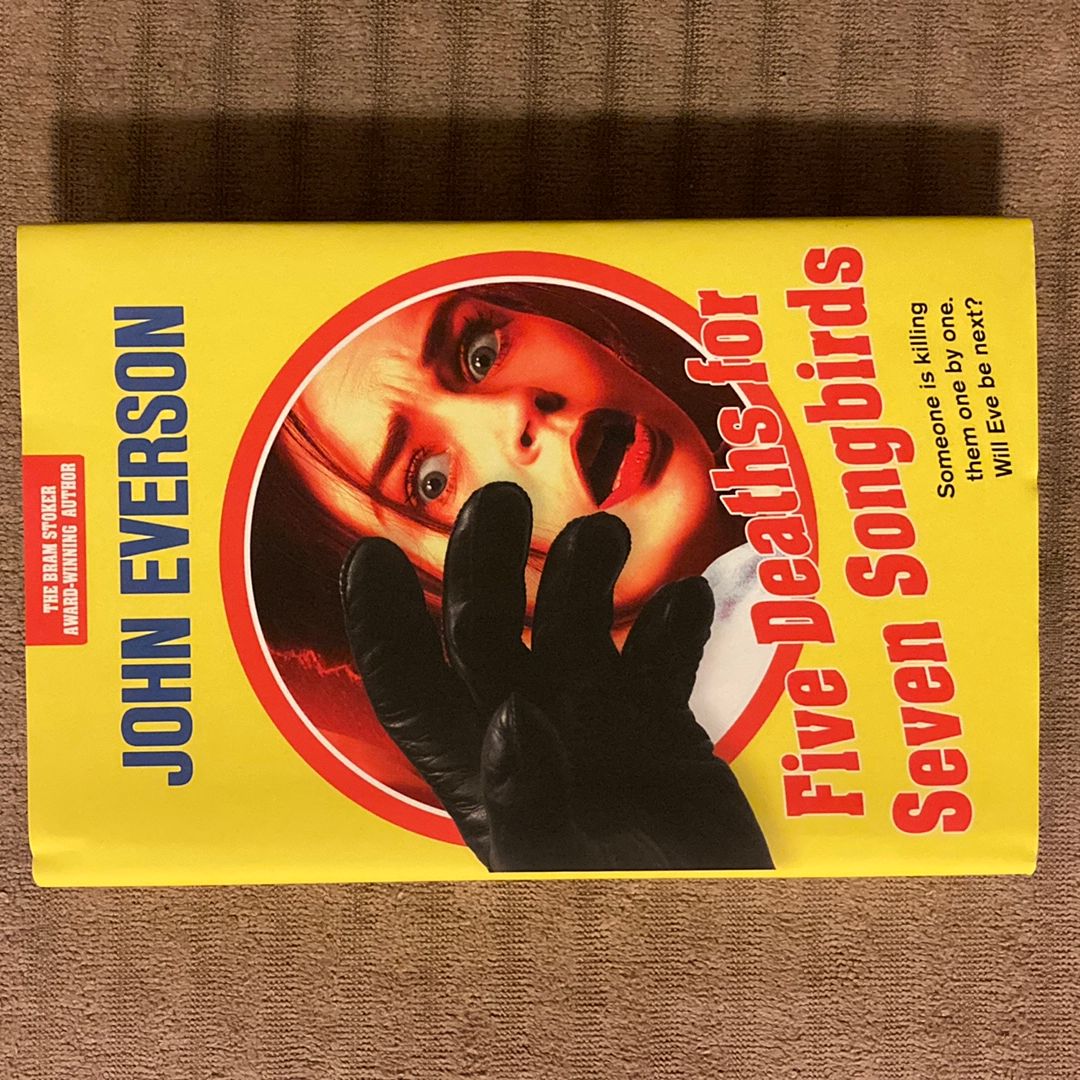 THE BRAM STOKER
AWARD-WINNING AUTHOR
JOHN EVERSON
Five Deaths for
Seven Songbirds
Someone is killing
them one by one.
Will Eve be next?